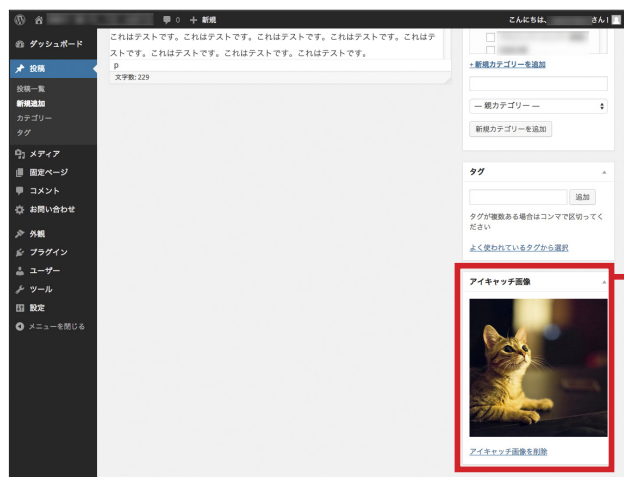 0 + 新規
こんにちは、 さん！
ダッシュボード
投稿
投稿一覧
新規追加
カテゴリー
タグ
メディア
固定ページ
コメント
お問い合わせ
外観
プラグイン
ユーザー
ツール
設定
メニューを閉じる
これはテストです。これはテストです。これはテストです。これはテストです。これはテ
ストです。これはテストです。これはテストです。これはテストです。
p
文字数: 229
+ 新規カテゴリーを追加
— 親カテゴリー —
新規カテゴリーを追加
タグ
追加
タグが複数ある場合はコンマで区切ってく
ださい
よく使われているタグから選択
アイキャッチ画像
アイキャッチ画像を削除